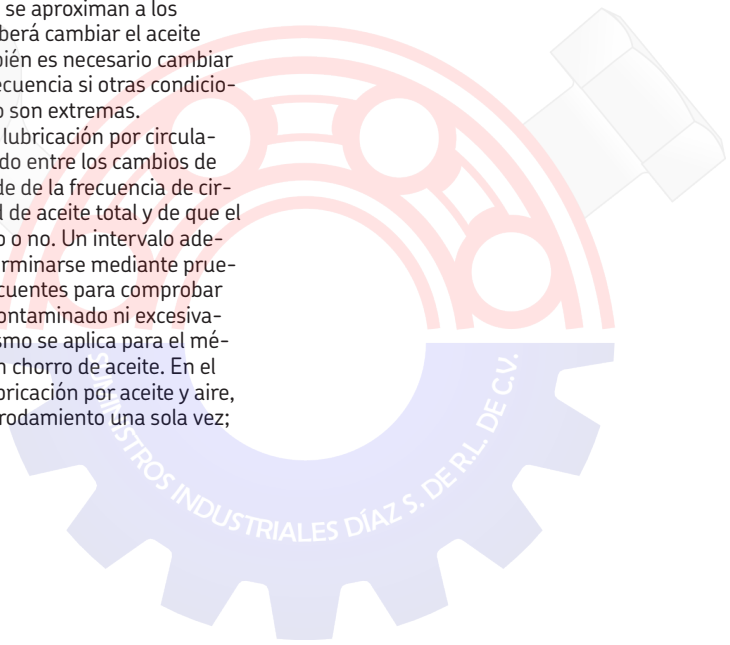 se aproximan a los
berá cambiar el aceite
bién es necesario cambiar
ecuencia si otras condicio-
o son extremas.
lubricación por circula-
do entre los cambios de
de de la frecuencia de cir-
l de aceite total y de que el
o o no. Un intervalo ade-
erminarse mediante prue-
cuentes para comprobar
ontaminado ni excesiva-
smo se aplica para el mé-
n chorro de aceite. En el
bricación por aceite y aire,
rodamiento una sola vez;
SUMINISTROS INDUSTRIALES DÍAZ S. DE R.L. DE C.V.